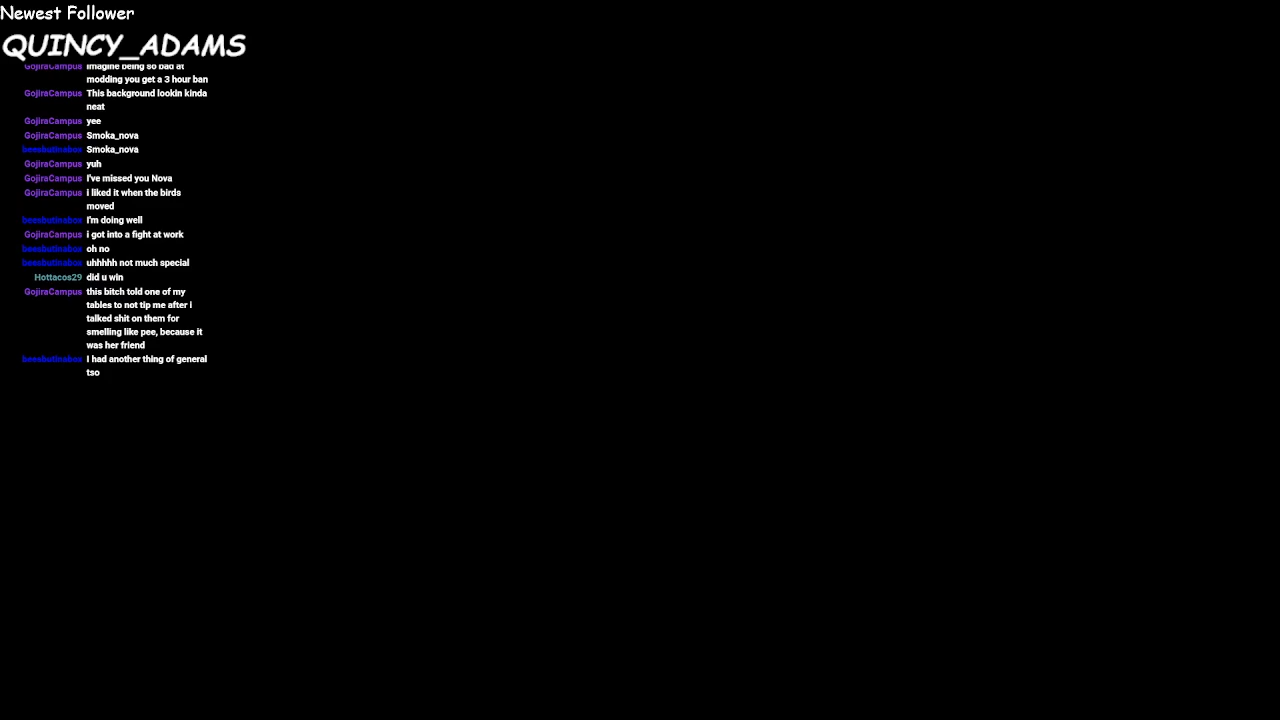 Newest Follower
QUINCY_ADAMS
GojiraCampus imagine being so bad at
modding you get a 3 hour ban
GojiraCampus This background lookin kinda
neat
GojiraCampus yee
GojiraCampus Smoka_nova
beesbutinabox Smoka_nova
GojiraCampus yuh
GojiraCampus I've missed you Nova
GojiraCampus i liked it when the birds
moved
beesbutinabox I'm doing well
GojiraCampus i got into a fight at work
beesbutinabox oh no
beesbutinabox uhhhhh not much special
Hottacos29 did u win
GojiraCampus this bitch told one of my
tables to not tip me after i
talked shit on them for
smelling like pee, because it
was her friend
beesbutinabox I had another thing of general
tso